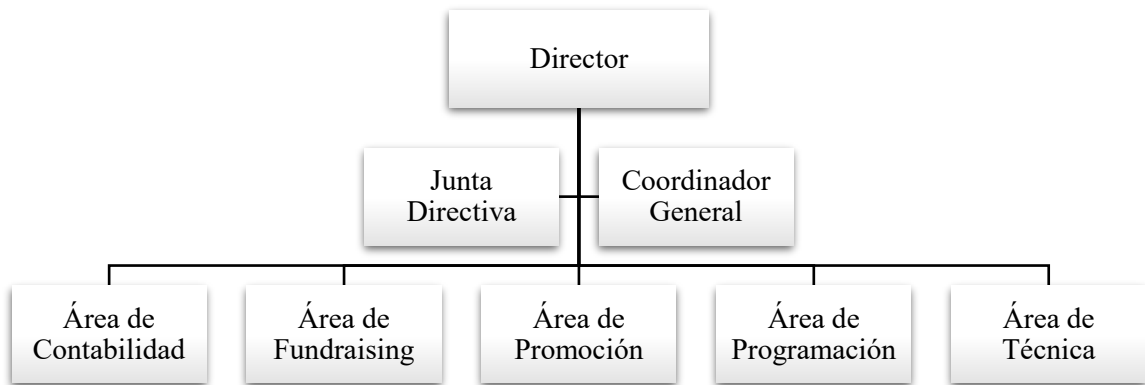 Director
Junta
Directiva
Coordinador
General
Área de
Contabilidad
Área de
Fundraising
Área de
Promoción
Área de
Programación
Área de
Técnica